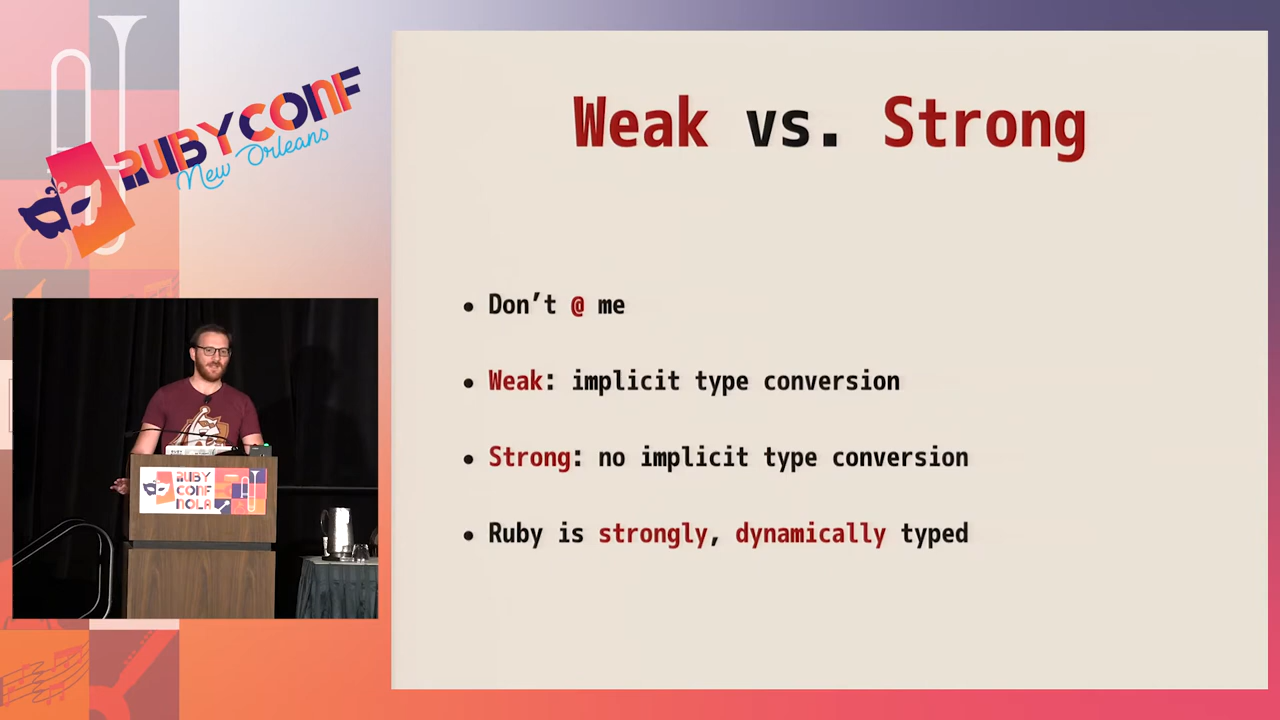 RUBYCONF
New Orleans
Weak vs. Strong
• Don’t @ me
• Weak: implicit type conversion
• Strong: no implicit type conversion
• Ruby is strongly, dynamically typed
RUBY
CONF
NOLA